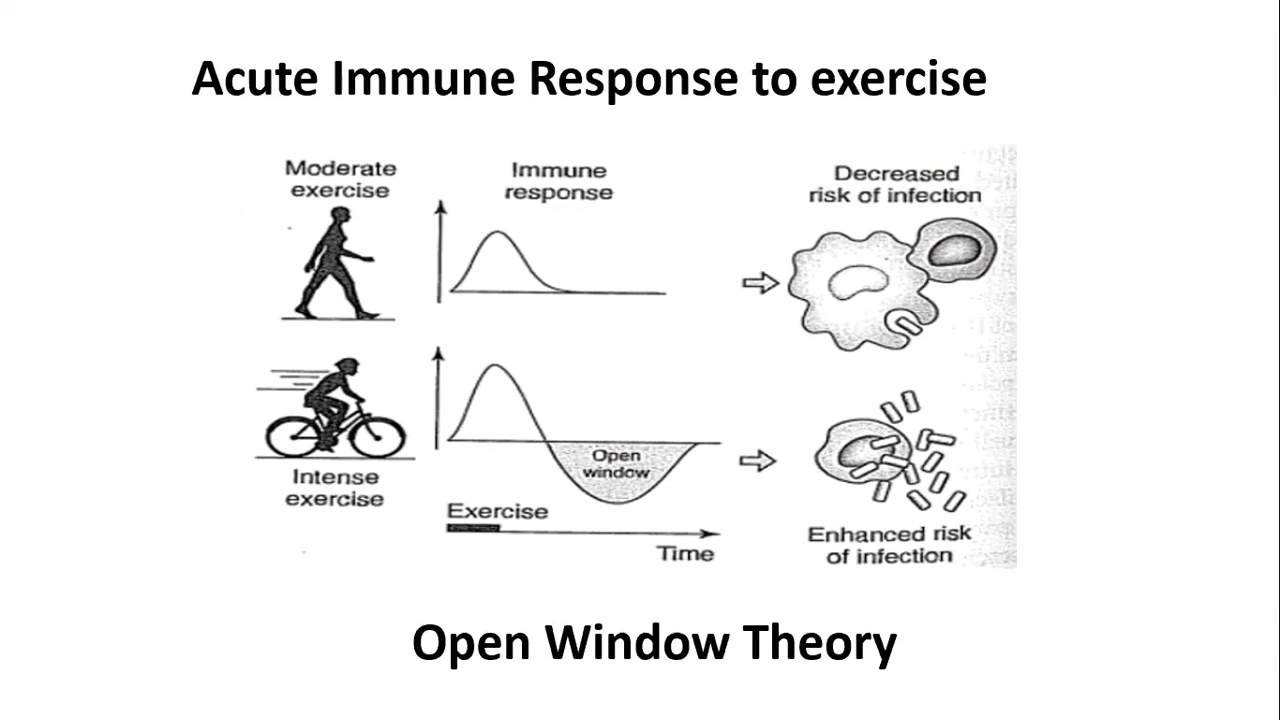 Acute Immune Response to exercise
Moderate
exercise
Immune
response
Decreased
risk of infection
Intense
exercise
Open
window
Exercise
Time
Enhanced risk
of infection
Open Window Theory